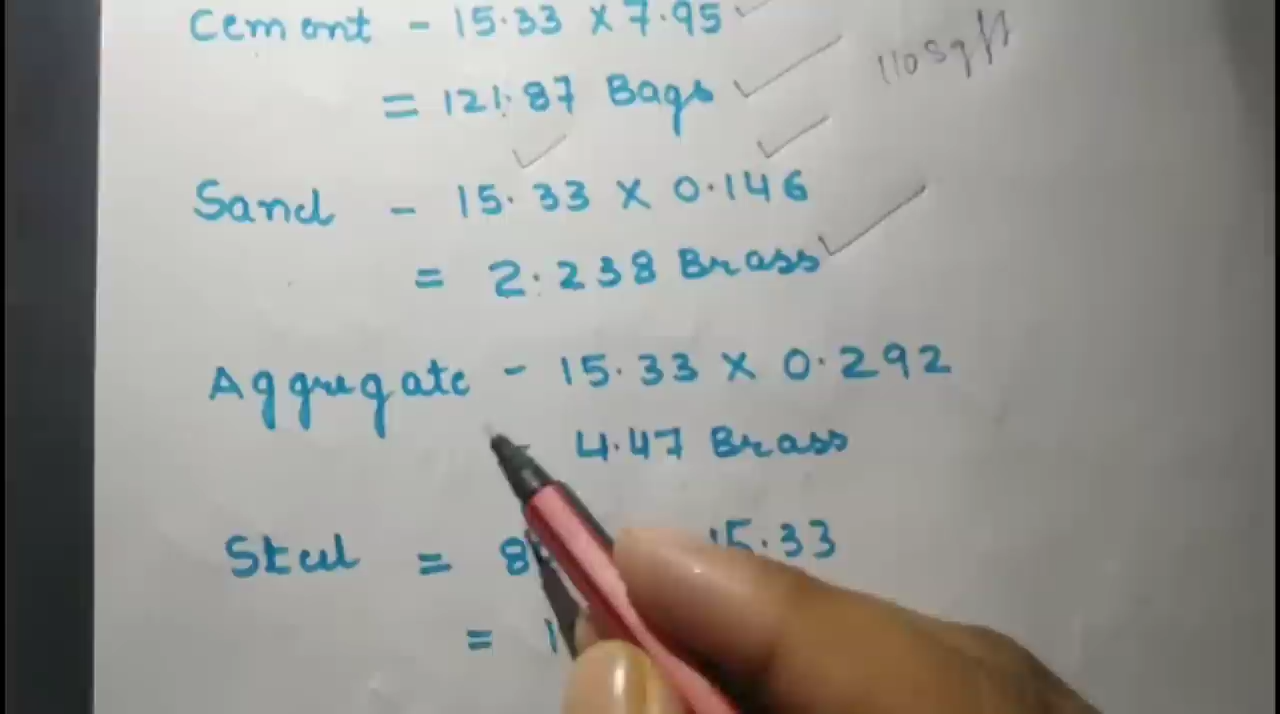 Cement - 15.33 x 7.95
= 121.87 Bags
110 Sqft
Sand - 15.33 x 0.146
= 2.238 Brass
Aggregate - 15.33 x 0.292
4.47 Brass
Steel = 8 15.33
= 1